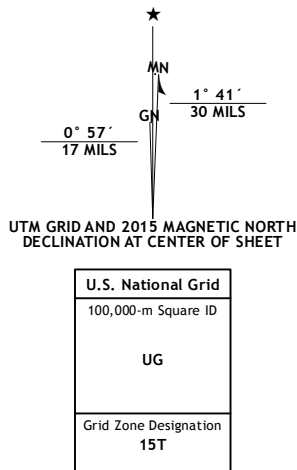 ★
MN
1° 41´
30 MILS
GN
0° 57´
17 MILS
UTM GRID AND 2015 MAGNETIC NORTH
DECLINATION AT CENTER OF SHEET
U.S. National Grid
100,000-m Square ID
UG
Grid Zone Designation
15T